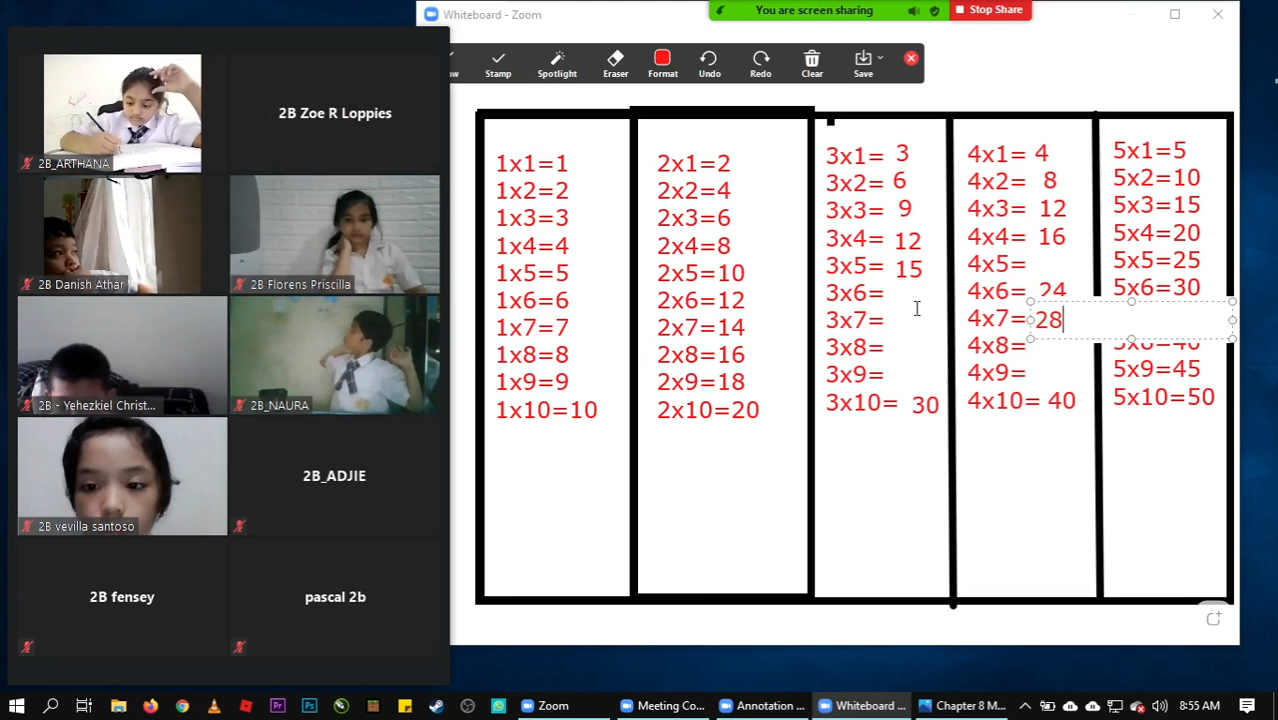 Whiteboard - Zoom
You are screen sharing
Stop Share
Stamp
Spotlight
Eraser
Format
Undo
Redo
Clear
Save
2B_ARTHANA
2B Zoe R Loppies
2B Danish Athar
2B Florens Priscilla
2B - Yehezkiel Christ...
2B_NAURA
2B vevilla santoso
2B_ADJIE
2B fensey
pascal 2b
1x1=1
1x2=2
1x3=3
1x4=4
1x5=5
1x6=6
1x7=7
1x8=8
1x9=9
1x10=10
2x1=2
2x2=4
2x3=6
2x4=8
2x5=10
2x6=12
2x7=14
2x8=16
2x9=18
2x10=20
3x1= 3
3x2= 6
3x3= 9
3x4= 12
3x5= 15
3x6=
3x7=
3x8=
3x9=
3x10= 30
4x1= 4
4x2= 8
4x3= 12
4x4= 16
4x5=
4x6= 24
4x7= 28
4x8=
4x9=
4x10= 40
5x1=5
5x2=10
5x3=15
5x4=20
5x5=25
5x6=30
5x9=45
5x10=50
Zoom
Meeting Co...
Annotation ...
Whiteboard ...
Chapter 8 M...
8:55 AM